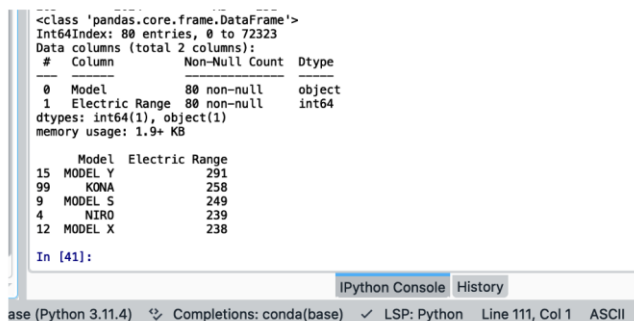 <class 'pandas.core.frame.DataFrame'>
Int64Index: 80 entries, 0 to 72323
Data columns (total 2 columns):
 #   Column          Non-Null Count  Dtype
---  ------          --------------  -----
 0   Model           80 non-null     object
 1   Electric Range  80 non-null     int64
dtypes: int64(1), object(1)
memory usage: 1.9+ KB
      Model  Electric Range
15  MODEL Y             291
99     KONA             258
9   MODEL S             249
4      NIRO             239
12  MODEL X             238
In [41]:
IPython Console History
ase (Python 3.11.4) Completions: conda(base) ✓ LSP: Python Line 111, Col 1 ASCII